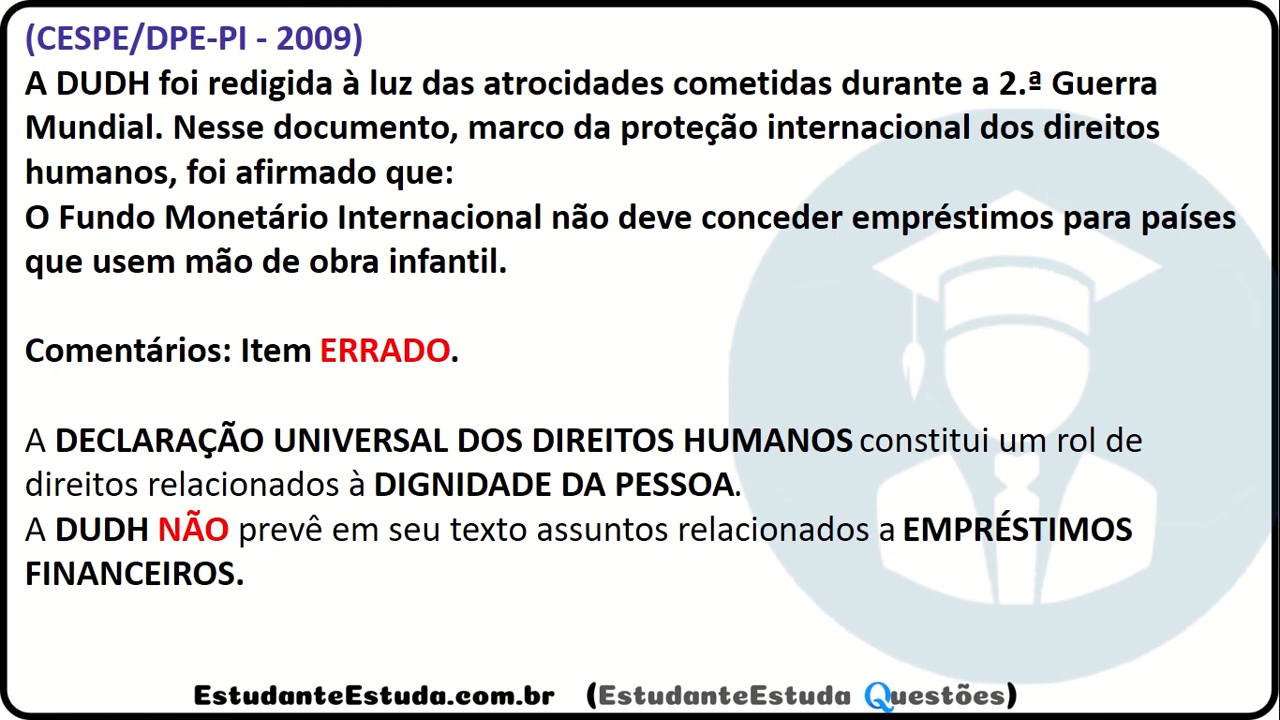 (CESPE/DPE-PI - 2009)
A DUDH foi redigida à luz das atrocidades cometidas durante a 2.ª Guerra
Mundial. Nesse documento, marco da proteção internacional dos direitos
humanos, foi afirmado que:
O Fundo Monetário Internacional não deve conceder empréstimos para países
que usem mão de obra infantil.
Comentários: Item ERRADO.
A DECLARAÇÃO UNIVERSAL DOS DIREITOS HUMANOS constitui um rol de
direitos relacionados à DIGNIDADE DA PESSOA.
A DUDH NÃO prevê em seu texto assuntos relacionados a EMPRÉSTIMOS
FINANCEIROS.
EstudanteEstuda.com.br (EstudanteEstuda Questões)